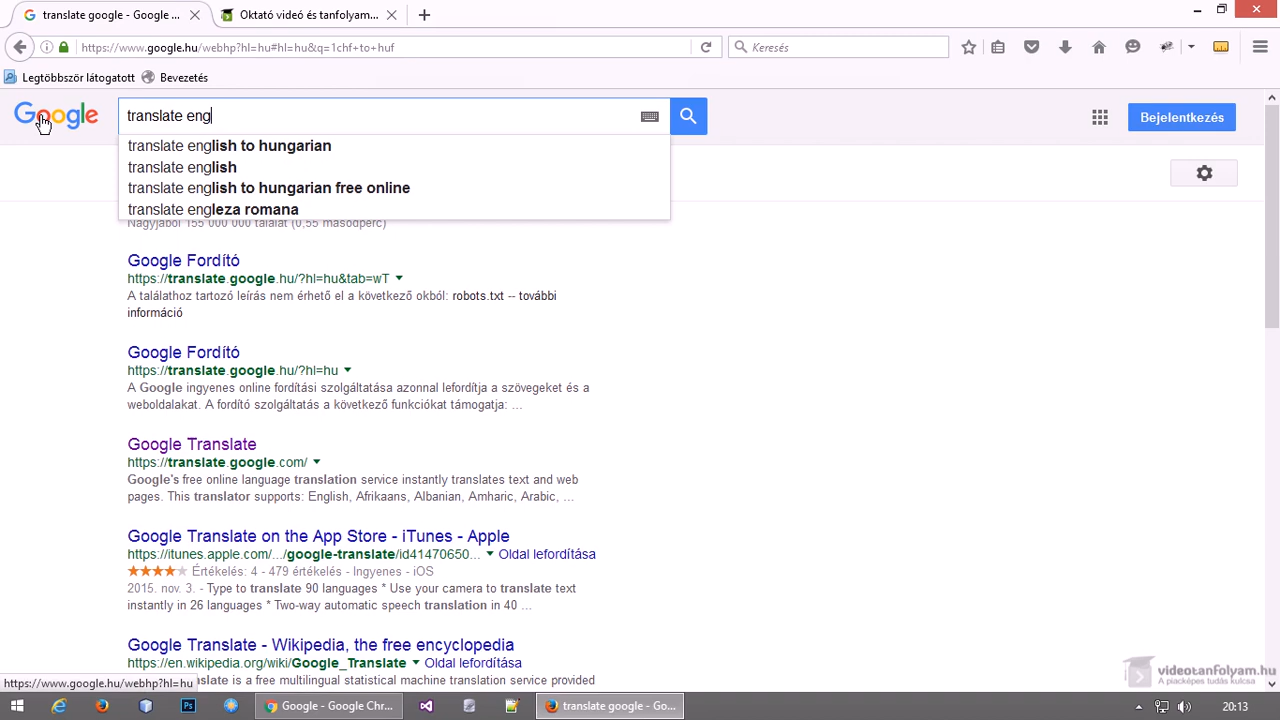 translate google - Google ...
Oktató videó és tanfolyam...
https://www.google.hu/webhp?hl=hu#hl=hu&q=1chf+to+huf
Keresés
Legtöbbször látogatott
Bevezetés
Google
translate eng
Bejelentkezés
translate english to hungarian
translate english
translate english to hungarian free online
translate engleza romana
Nagyjából 155 000 000 találat (0,55 másodperc)
Google Fordító
https://translate.google.hu/?hl=hu&tab=wT
A találathoz tartozó leírás nem érhető el a következő okból: robots.txt -- további
információ
Google Fordító
https://translate.google.hu/?hl=hu
A Google ingyenes online fordítási szolgáltatása azonnal lefordítja a szövegeket és a
weboldalakat. A fordító szolgáltatás a következő funkciókat támogatja: ...
Google Translate
https://translate.google.com/
Google's free online language translation service instantly translates text and web
pages. This translator supports: English, Afrikaans, Albanian, Amharic, Arabic, ...
Google Translate on the App Store - iTunes - Apple
https://itunes.apple.com/.../google-translate/id41470650... Oldal lefordítása
Értékelés: 4 - 479 értékelés - Ingyenes - iOS
2015. nov. 3. - Type to translate 90 languages * Use your camera to translate text
instantly in 26 languages * Two-way automatic speech translation in 40 ...
Google Translate - Wikipedia, the free encyclopedia
https://en.wikipedia.org/wiki/Google_Translate Oldal lefordítása
translate is a free multilingual statistical machine translation service provided
https://www.google.hu/webhp?hl=hu
videotanfolyam.hu
A piacképes tudás kulcsa
Google - Google Chr...
translate google - Go...
20:13